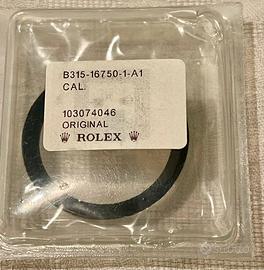 B315-16750-1-A1
CAL.
103074046
ORIGINAL
ROLEX